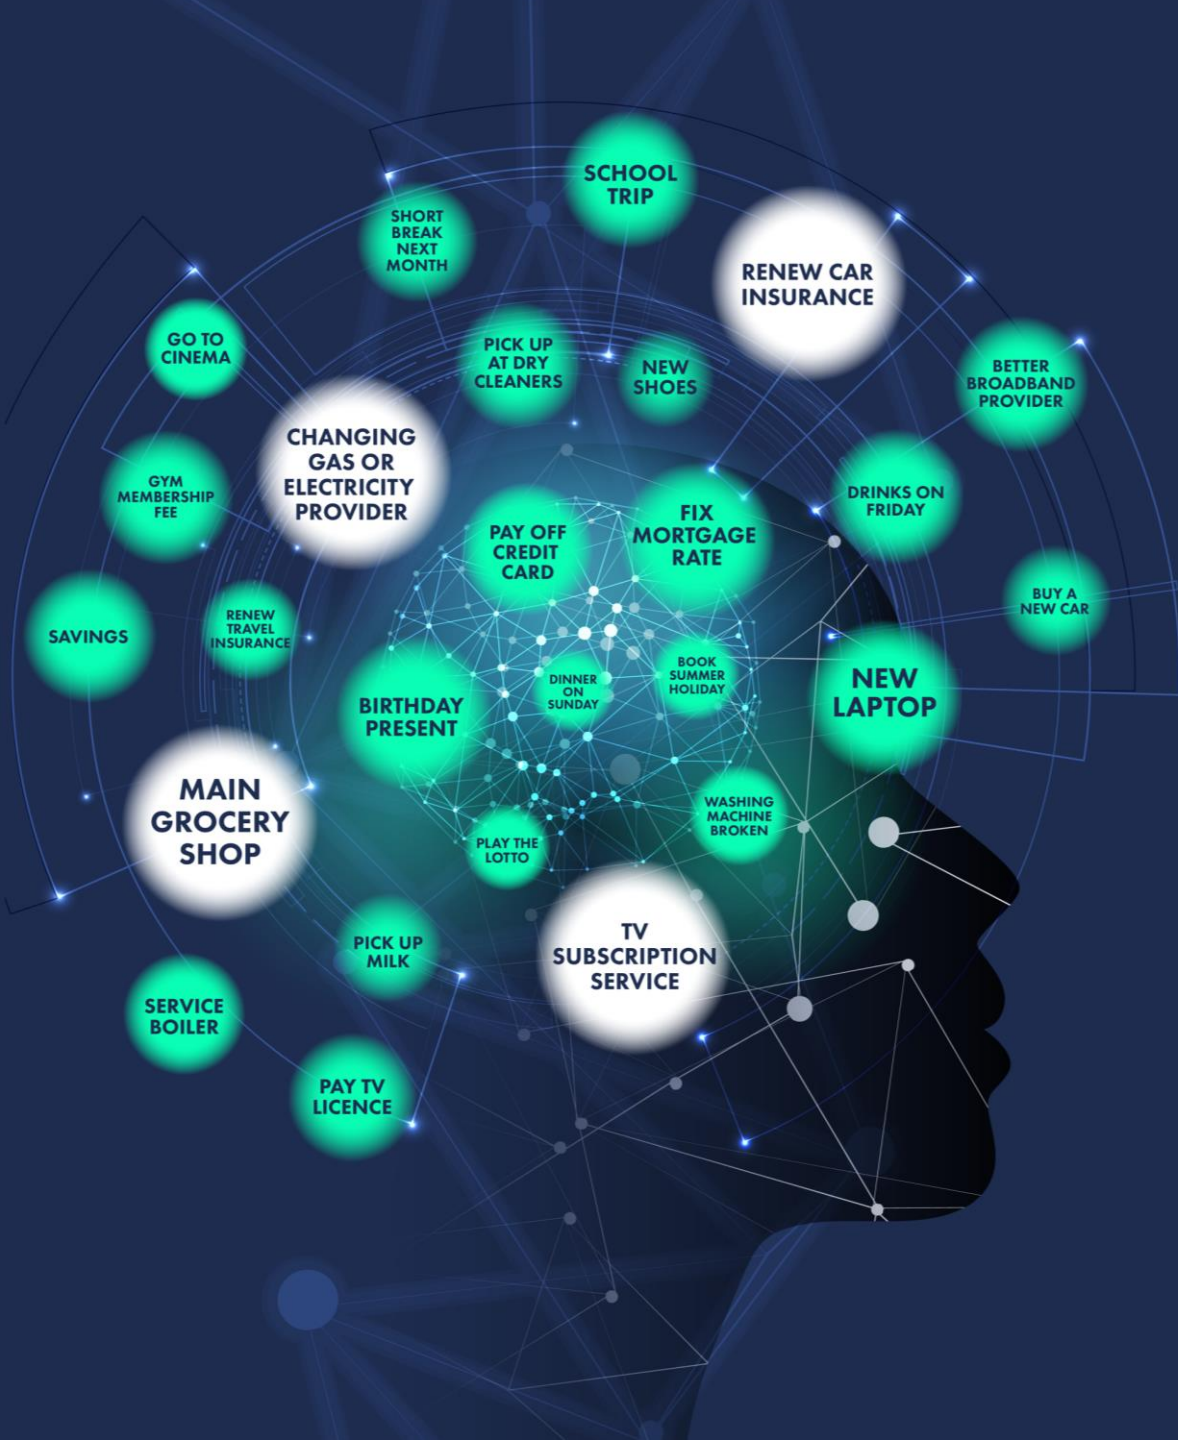 SCHOOL
TRIP
SHORT
BREAK
NEXT
MONTH
RENEW CAR
INSURANCE
GO TO
CINEMA
PICK UP
AT DRY
CLEANERS
NEW
SHOES
BETTER
BROADBAND
PROVIDER
CHANGING
GAS OR
ELECTRICITY
PROVIDER
GYM
MEMBERSHIP
FEE
DRINKS ON
FRIDAY
PAY OFF
CREDIT
CARD
FIX
MORTGAGE
RATE
BUY A
NEW CAR
SAVINGS
RENEW
TRAVEL
INSURANCE
BIRTHDAY
PRESENT
DINNER
ON
SUNDAY
BOOK
SUMMER
HOLIDAY
NEW
LAPTOP
MAIN
GROCERY
SHOP
WASHING
MACHINE
BROKEN
PLAY THE
LOTTO
PICK UP
MILK
TV
SUBSCRIPTION
SERVICE
SERVICE
BOILER
PAY TV
LICENCE